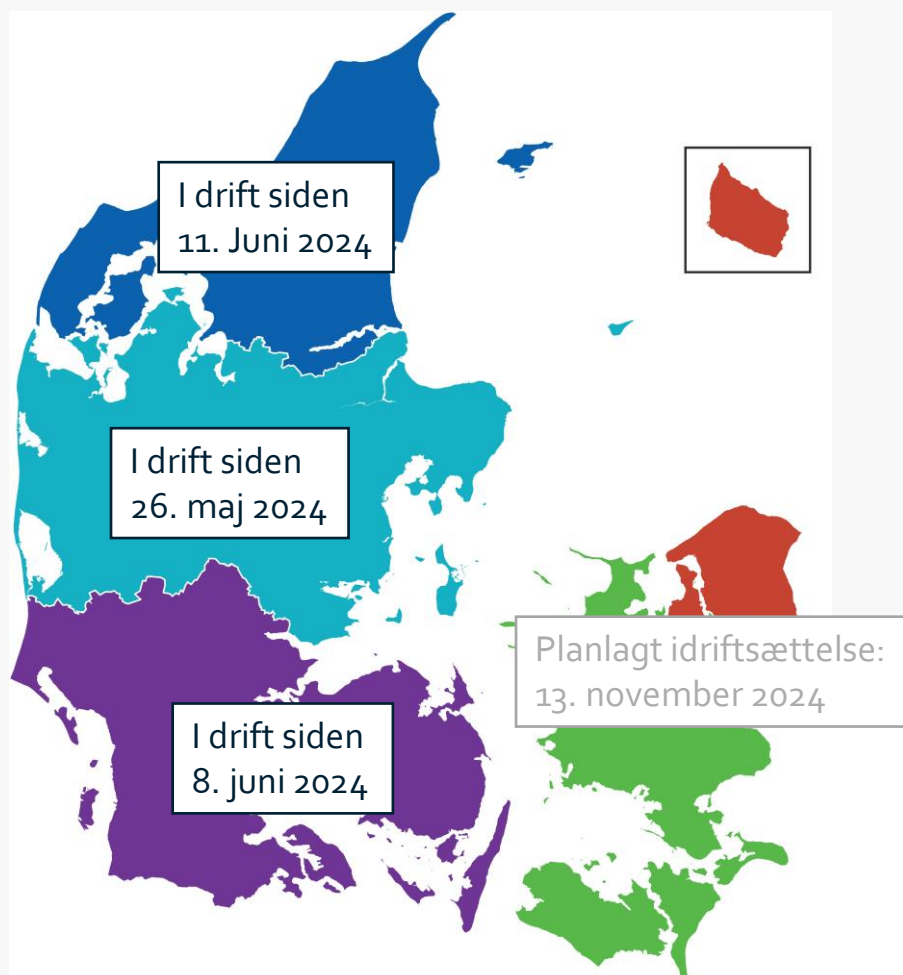 I drift siden
11. Juni 2024
I drift siden
26. maj 2024
Planlagt idriftsættelse:
13. november 2024
I drift siden
8. juni 2024